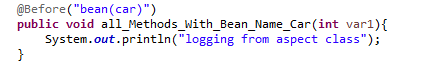 @Before("bean(car)")
public void all_Methods_With_Bean_Name_Car(int var1){
System.out.println("logging from aspect class");
}